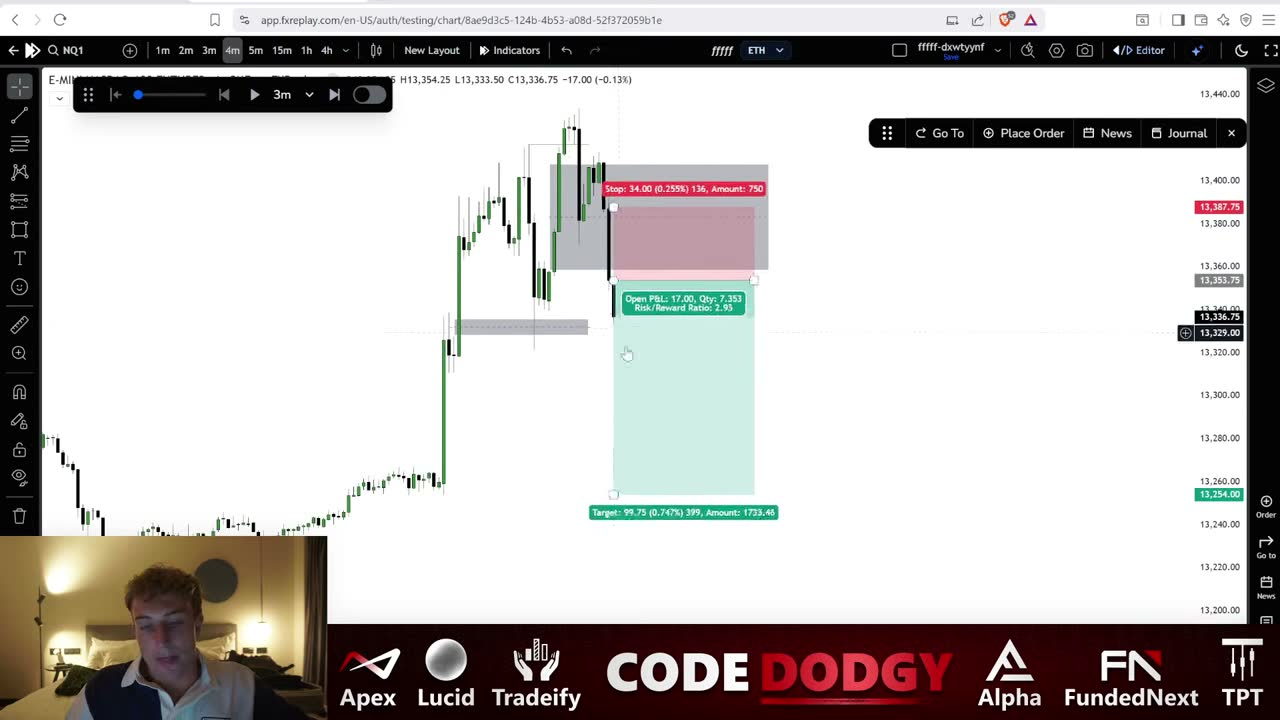 app.fxreplay.com/en-US/auth/testing/chart/8ae9d3c5-124b-4b53-a08d-52f372059b1e
NQ1
1m 2m 3m 4m 5m 15m 1h 4h
New Layout
Indicators
fffff
ETH
fffff-dxwtyynf
Save
Editor
H13,354.25 L13,333.50 C13,336.75 −17.00 (−0.13%)
3m
Go To
Place Order
News
Journal
13,440.00
13,400.00
13,387.75
13,380.00
13,360.00
13,353.75
13,336.75
13,329.00
13,320.00
13,300.00
13,280.00
13,260.00
13,254.00
13,240.00
13,220.00
13,200.00
Stop: 34.00 (0.255%) 136, Amount: 750
Open P&L: 17.00, Qty: 7.353
Risk/Reward Ratio: 2.93
Target: 99.75 (0.747%) 399, Amount: 1733.46
Order
Go to
News
CODE DODGY
Apex
Lucid
Tradeify
Alpha
FN
FundedNext
TPT